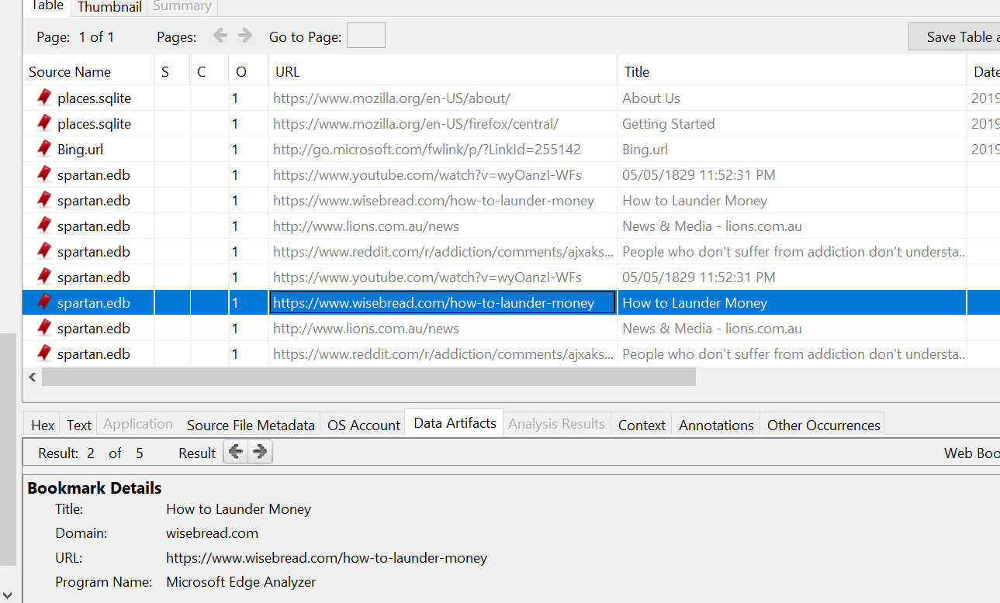 Table Thumbnail Summary
Page: 1 of 1 Pages: Go to Page: Save Table a
Source Name S C O URL Title Date
places.sqlite 1 https://www.mozilla.org/en-US/about/ About Us 2019
places.sqlite 1 https://www.mozilla.org/en-US/firefox/central/ Getting Started 2019
Bing.url 1 http://go.microsoft.com/fwlink/p/?LinkId=255142 Bing.url 2019
spartan.edb 1 https://www.youtube.com/watch?v=wyOanzI-WFs 05/05/1829 11:52:31 PM
spartan.edb 1 https://www.wisebread.com/how-to-launder-money How to Launder Money
spartan.edb 1 http://www.lions.com.au/news News & Media - lions.com.au
spartan.edb 1 https://www.reddit.com/r/addiction/comments/ajxaks... People who don't suffer from addiction don't understa...
spartan.edb 1 https://www.youtube.com/watch?v=wyOanzI-WFs 05/05/1829 11:52:31 PM
spartan.edb 1 https://www.wisebread.com/how-to-launder-money How to Launder Money
spartan.edb 1 http://www.lions.com.au/news News & Media - lions.com.au
spartan.edb 1 https://www.reddit.com/r/addiction/comments/ajxaks... People who don't suffer from addiction don't understa...
Hex Text Application Source File Metadata OS Account Data Artifacts Analysis Results Context Annotations Other Occurrences
Result: 2 of 5 Result Web Boo
Bookmark Details
Title: How to Launder Money
Domain: wisebread.com
URL: https://www.wisebread.com/how-to-launder-money
Program Name: Microsoft Edge Analyzer